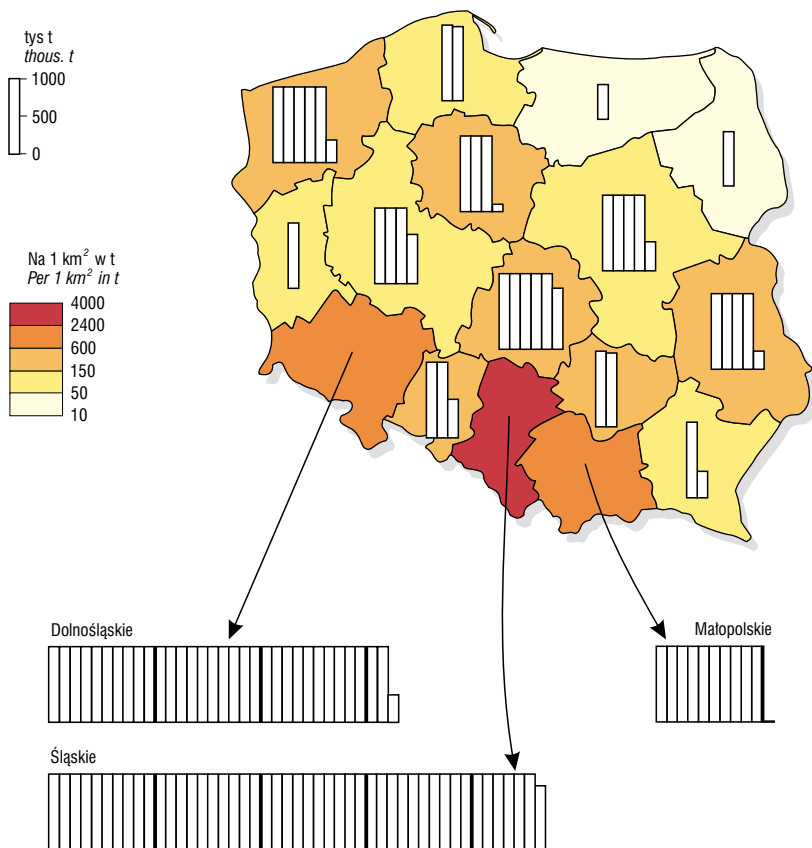 tys t
thous. t
1000
500
0
Na 1 km² w t
Per 1 km² in t
4000
2400
600
150
50
10
Dolnośląskie
Małopolskie
Śląskie